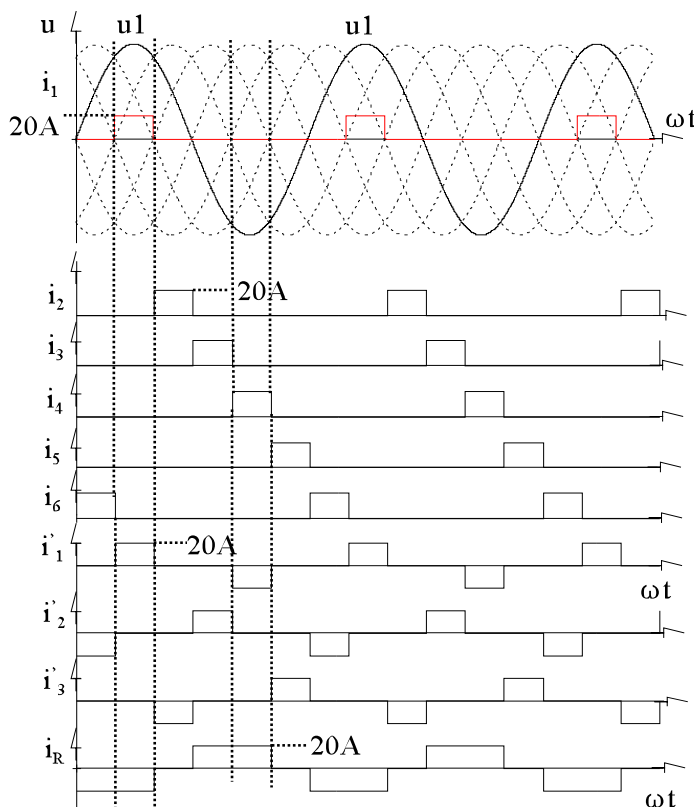 u u1 u1
i1
20A ωt
i2 20A
i3
i4
i5
i6
i'1 20A
ωt
i'2
i'3
iR 20A
ωt